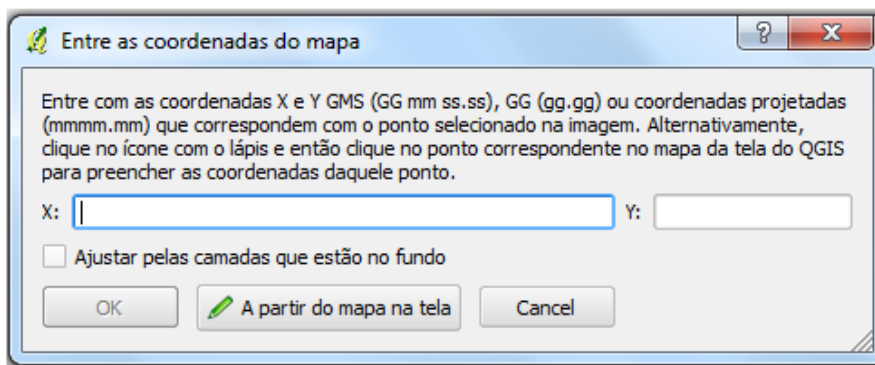 Entre as coordenadas do mapa
Entre com as coordenadas X e Y GMS (GG mm ss.ss), GG (gg.gg) ou coordenadas projetadas
(mmmm.mm) que correspondem com o ponto selecionado na imagem. Alternativamente,
clique no ícone com o lápis e então clique no ponto correspondente no mapa da tela do QGIS
para preencher as coordenadas daquele ponto.
X: Y:
Ajustar pelas camadas que estão no fundo
OK A partir do mapa na tela Cancel